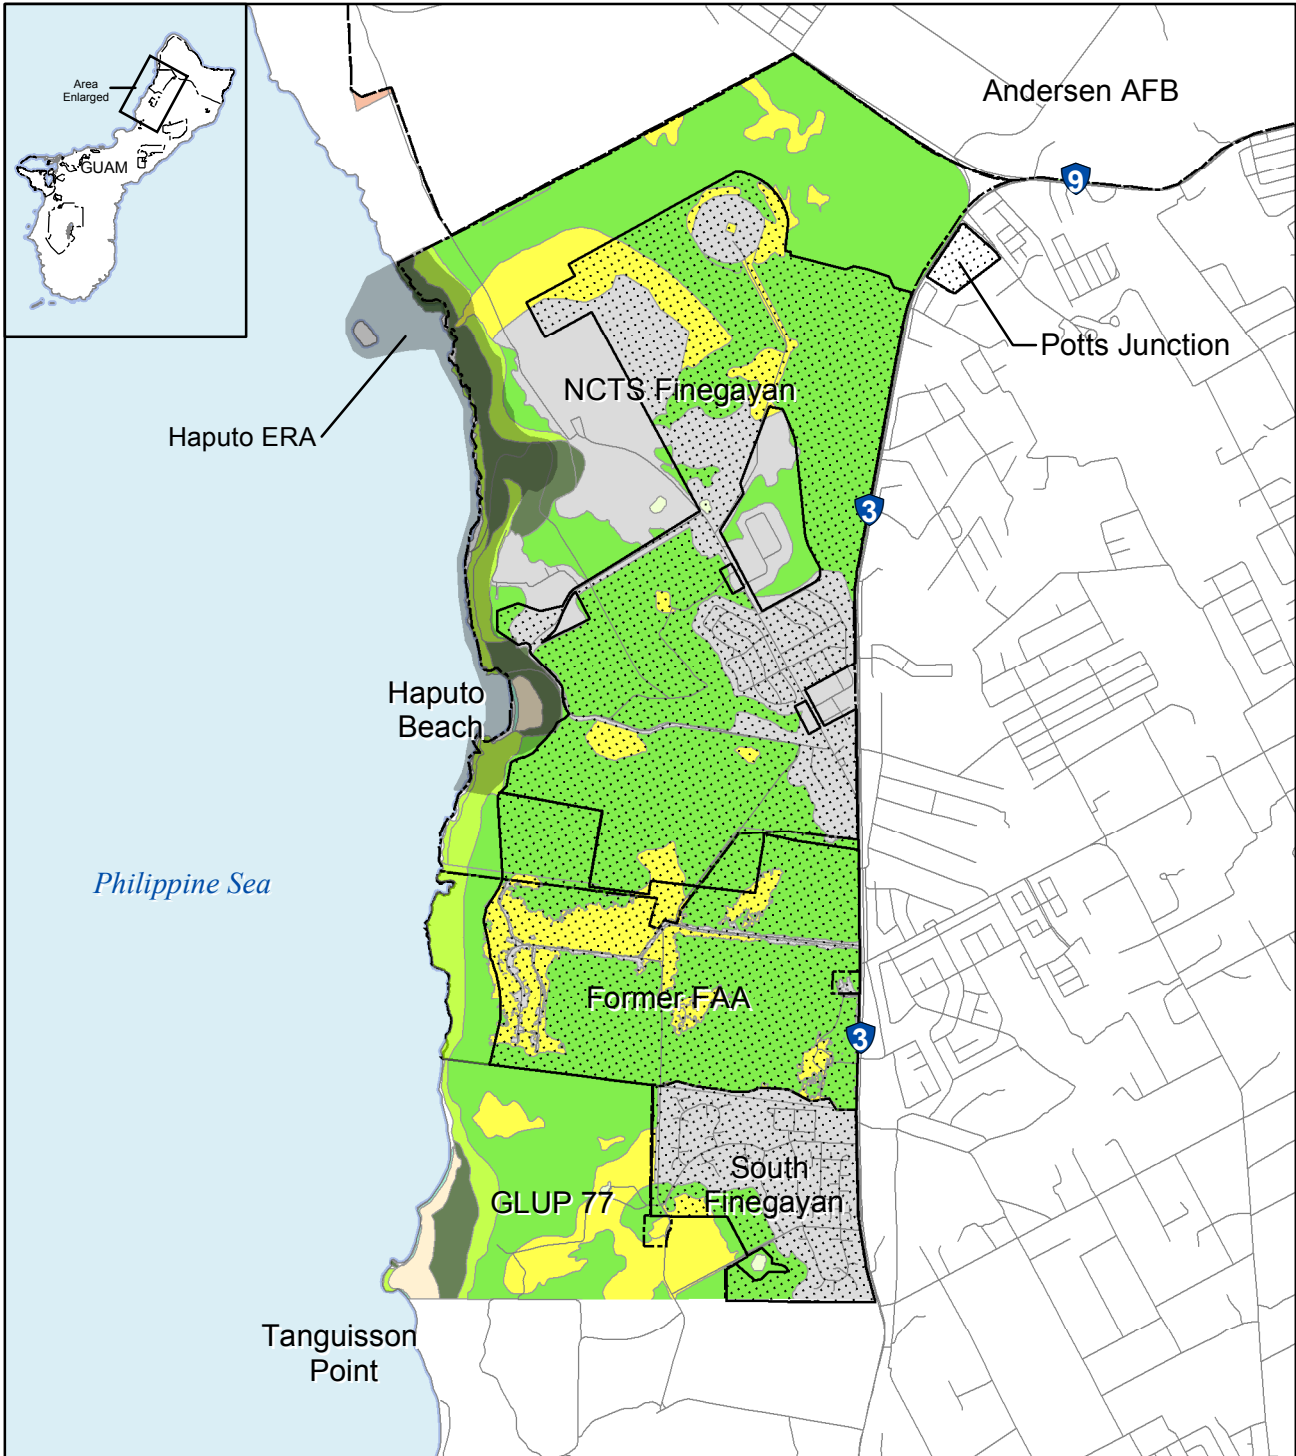 Area
Enlarged
GUAM
Andersen AFB
9
Potts Junction
NCTS Finegayan
Haputo ERA
3
Haputo
Beach
Philippine Sea
Former FAA
3
South
Finegayan
GLUP 77
Tanguisson
Point